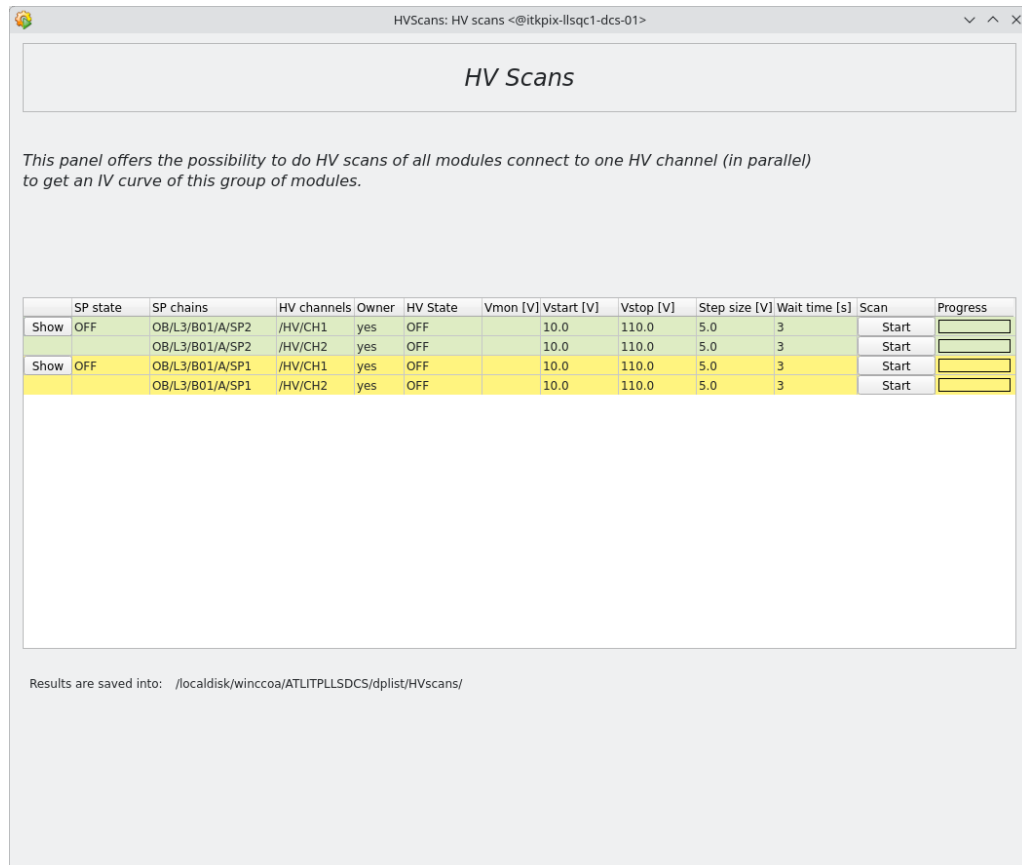 HVScans: HV scans <@itkpix-llsqc1-dcs-01>
HV Scans
This panel offers the possibility to do HV scans of all modules connect to one HV channel (in parallel)
to get an IV curve of this group of modules.
SP state SP chains HV channels Owner HV State Vmon [V] Vstart [V] Vstop [V] Step size [V] Wait time [s] Scan Progress
Show OFF OB/L3/B01/A/SP2 /HV/CH1 yes OFF 10.0 110.0 5.0 3 Start
OB/L3/B01/A/SP2 /HV/CH2 yes OFF 10.0 110.0 5.0 3 Start
Show OFF OB/L3/B01/A/SP1 /HV/CH1 yes OFF 10.0 110.0 5.0 3 Start
OB/L3/B01/A/SP1 /HV/CH2 yes OFF 10.0 110.0 5.0 3 Start
Results are saved into: /localdisk/winccoa/ATLITPLLSDCS/dplist/HVscans/